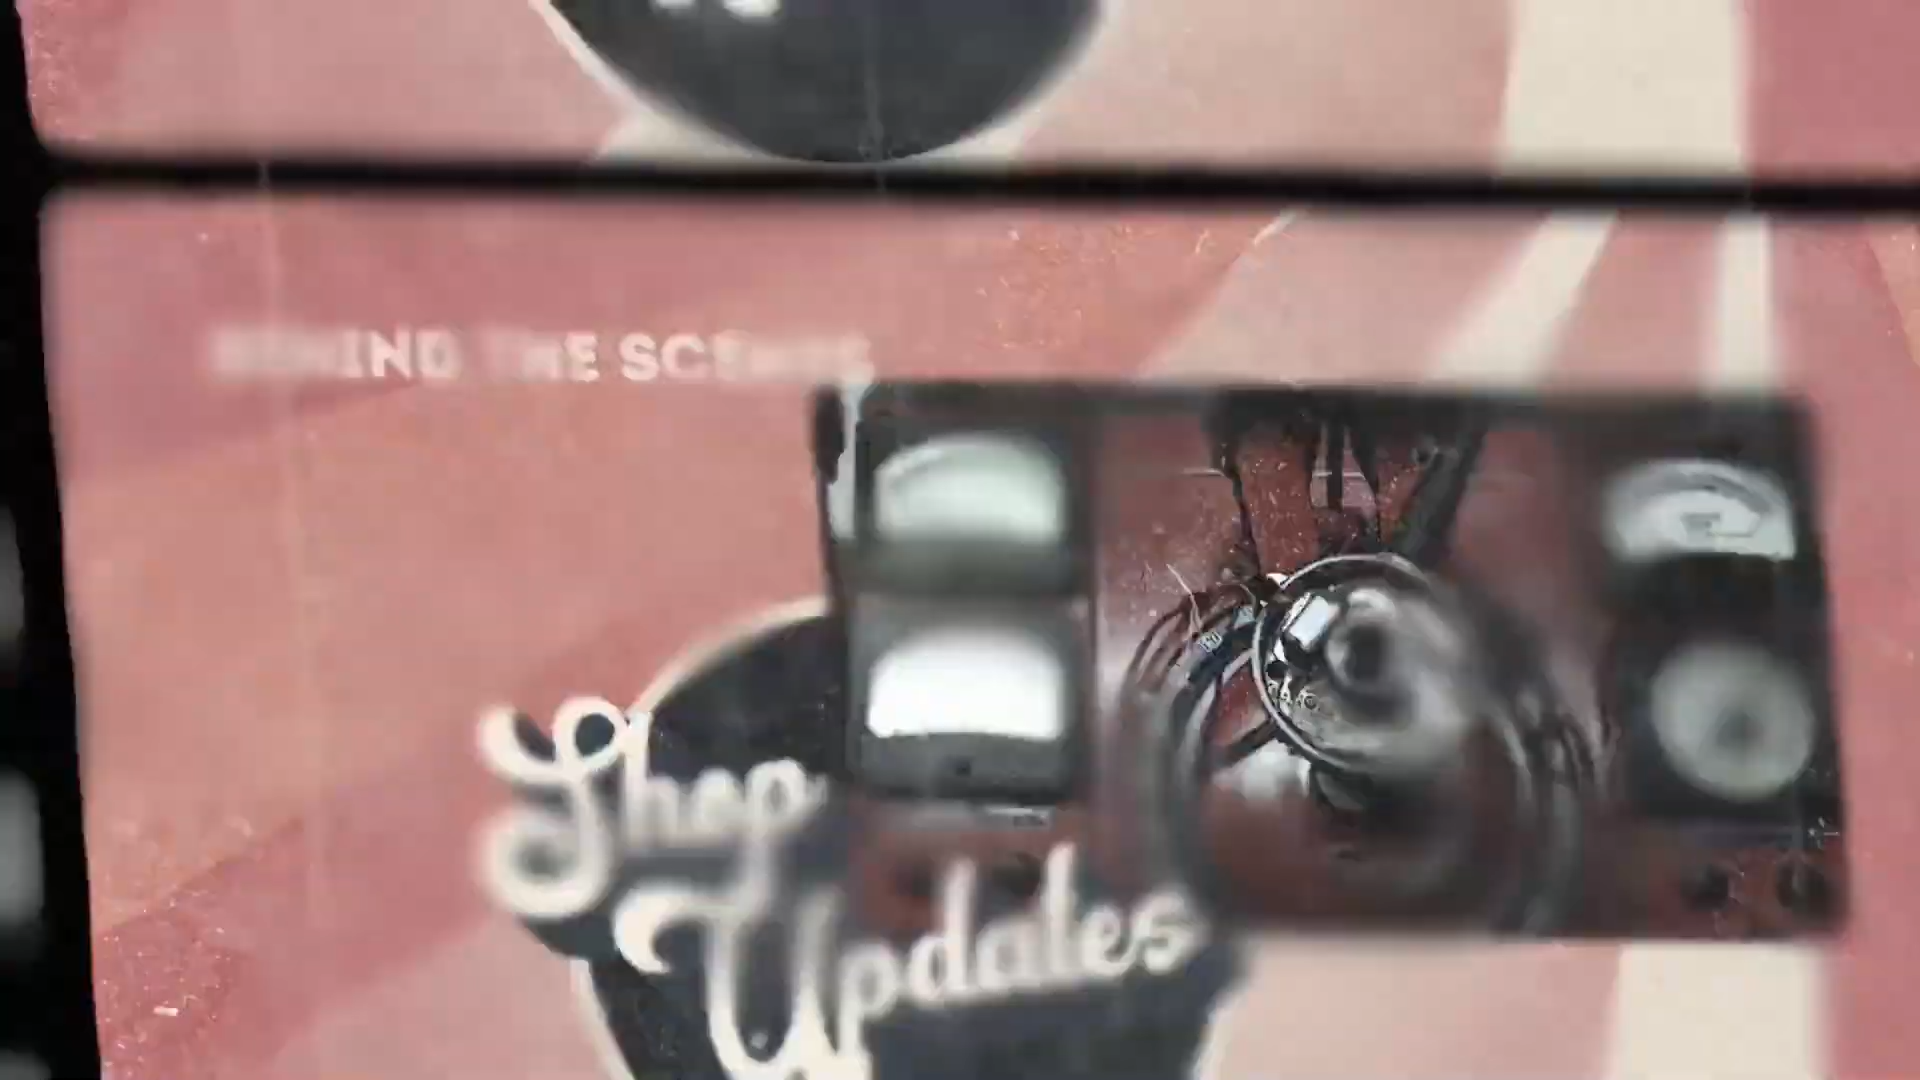 BEHIND THE SCENES
Shop
Updates